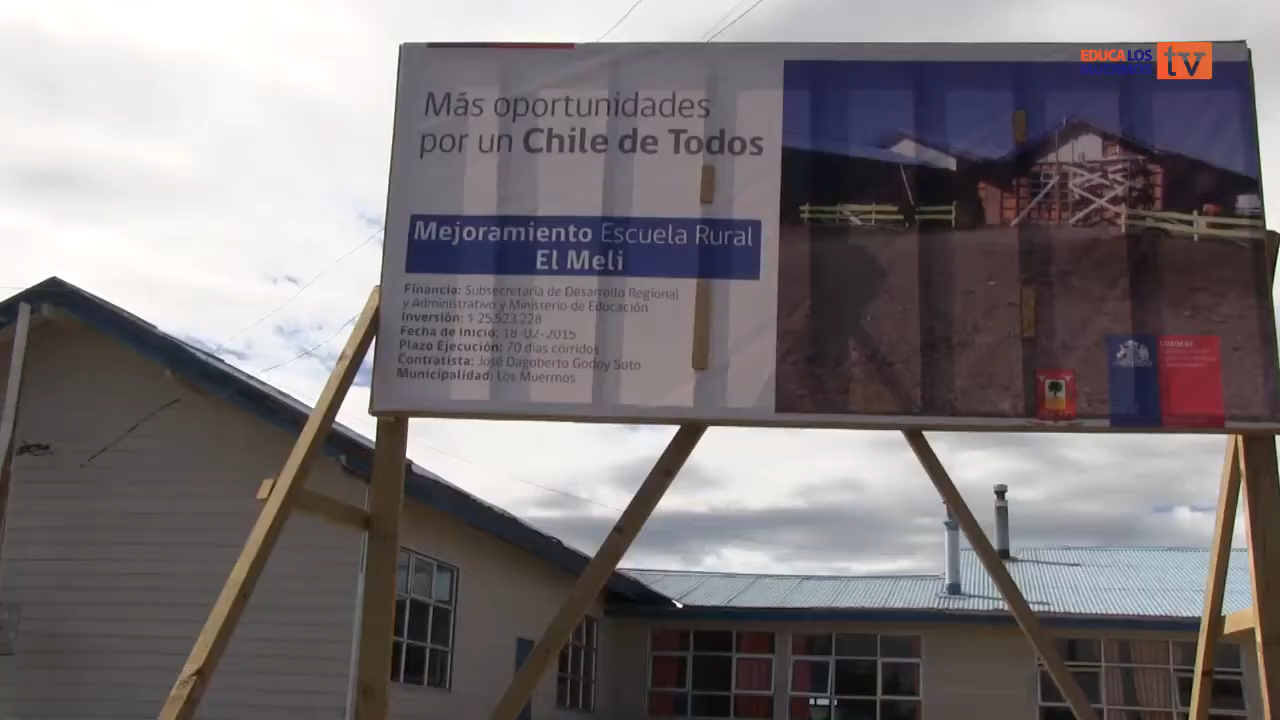 EDUCA LOS
tv
Más oportunidades
por un Chile de Todos
Mejoramiento Escuela Rural
El Meli
Financia: Subsecretaria de Desarrollo Regional
y Administrativo y Ministerio de Educación
Inversión: $ 25.523.228
Fecha de Inicio: 18-02-2015
Plazo Ejecución: 70 días corridos
Contratista: José Dagoberto Godoy Soto
Municipalidad: Los Muermos